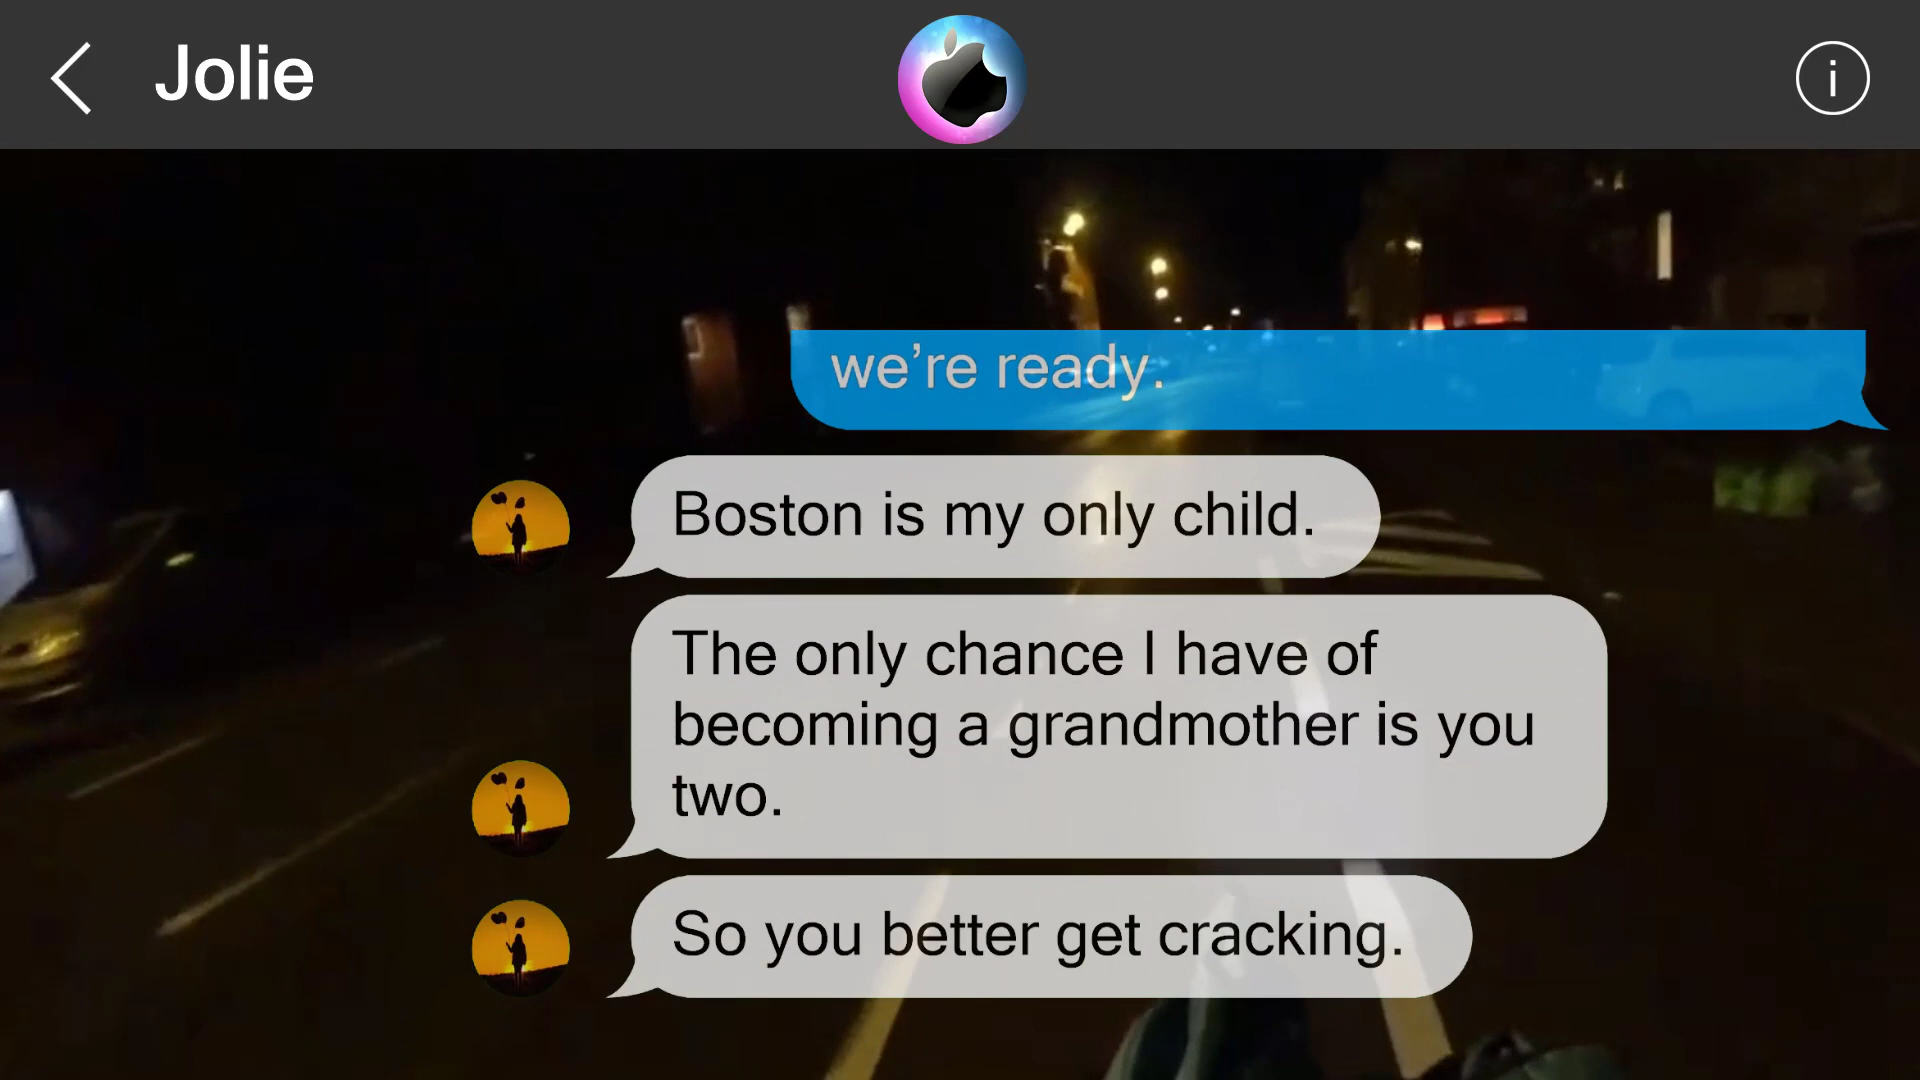 Jolie
i
we’re ready.
Boston is my only child.
The only chance I have of
becoming a grandmother is you
two.
So you better get cracking.